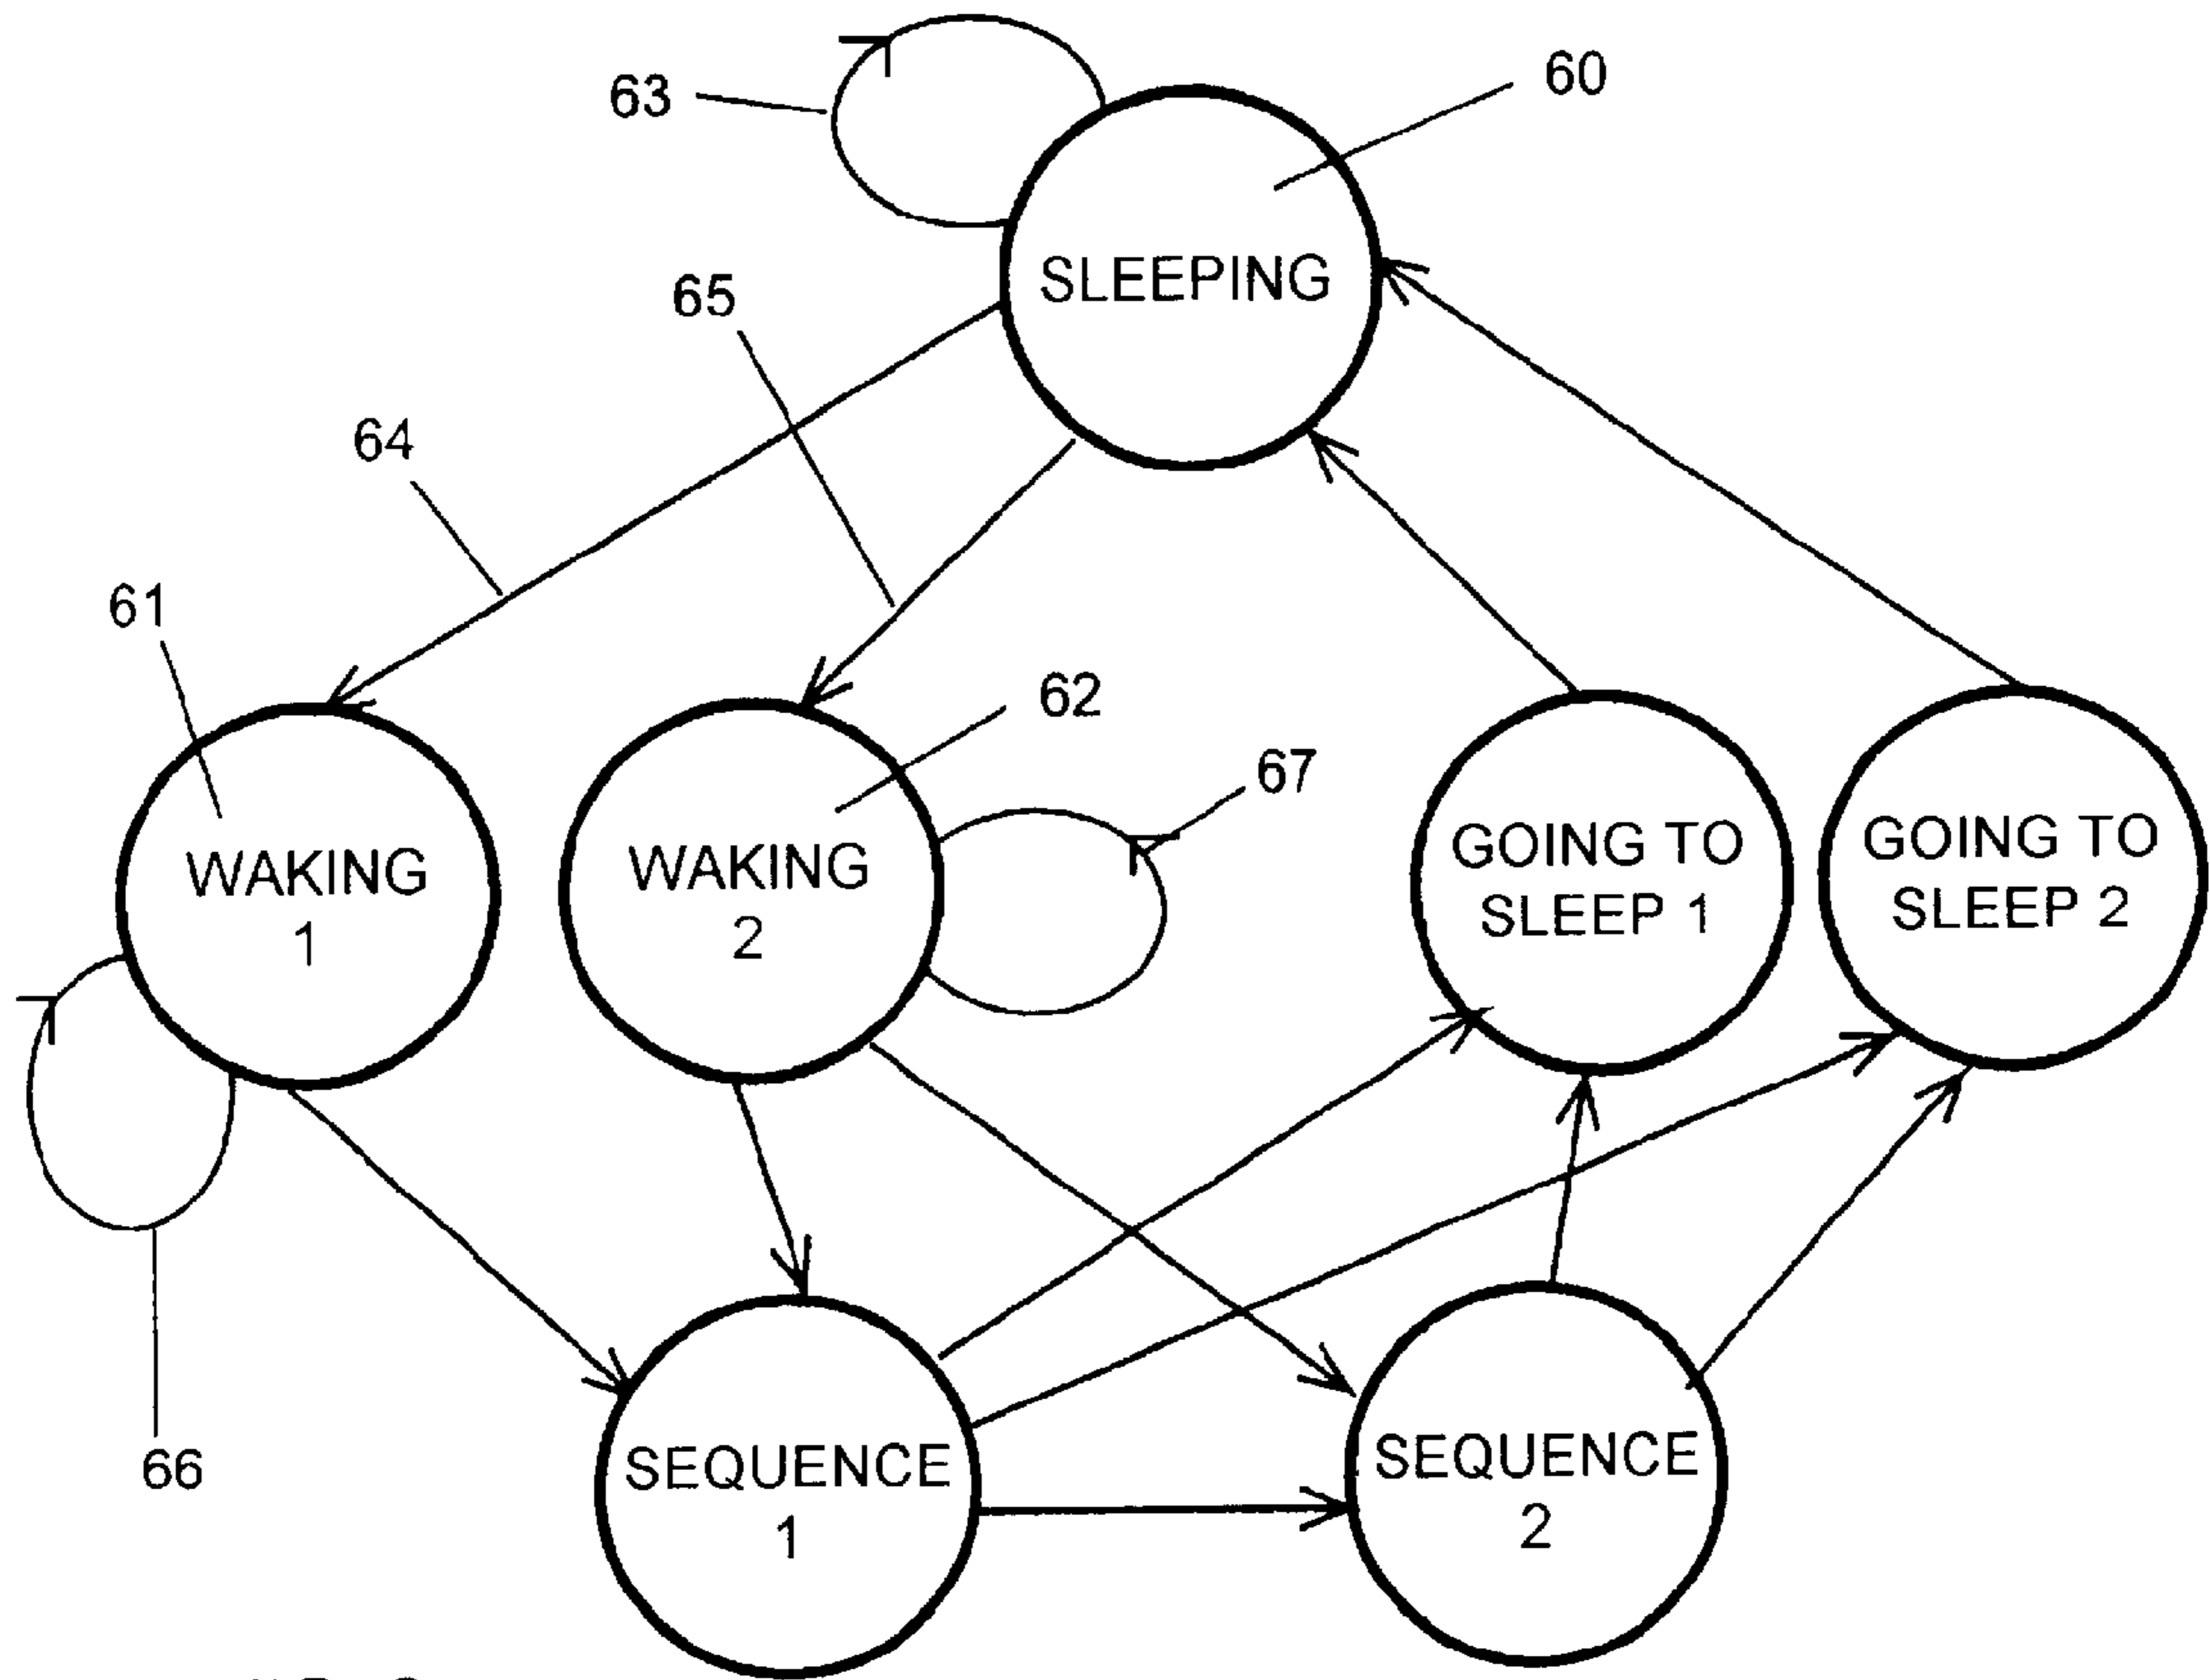 63
60
SLEEPING
65
64
61
62
67
WAKING
1
WAKING
2
GOING TO
SLEEP 1
GOING TO
SLEEP 2
66
SEQUENCE
1
SEQUENCE
2